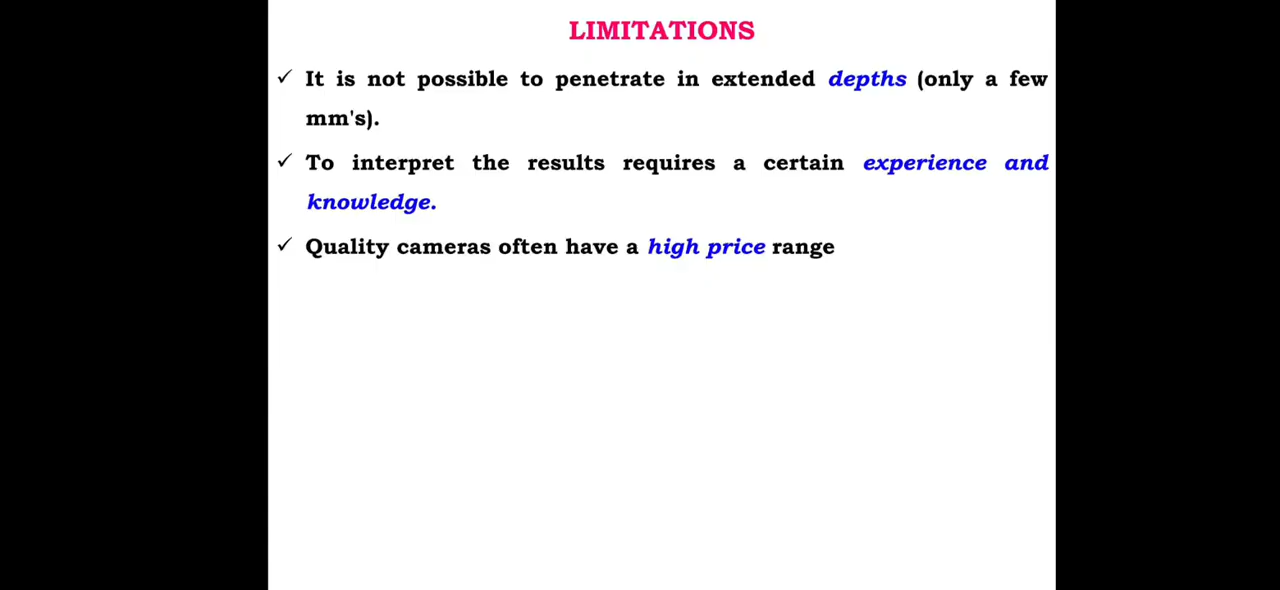 LIMITATIONS
✓ It is not possible to penetrate in extended depths (only a few
mm's).
✓ To interpret the results requires a certain experience and
knowledge.
✓ Quality cameras often have a high price range